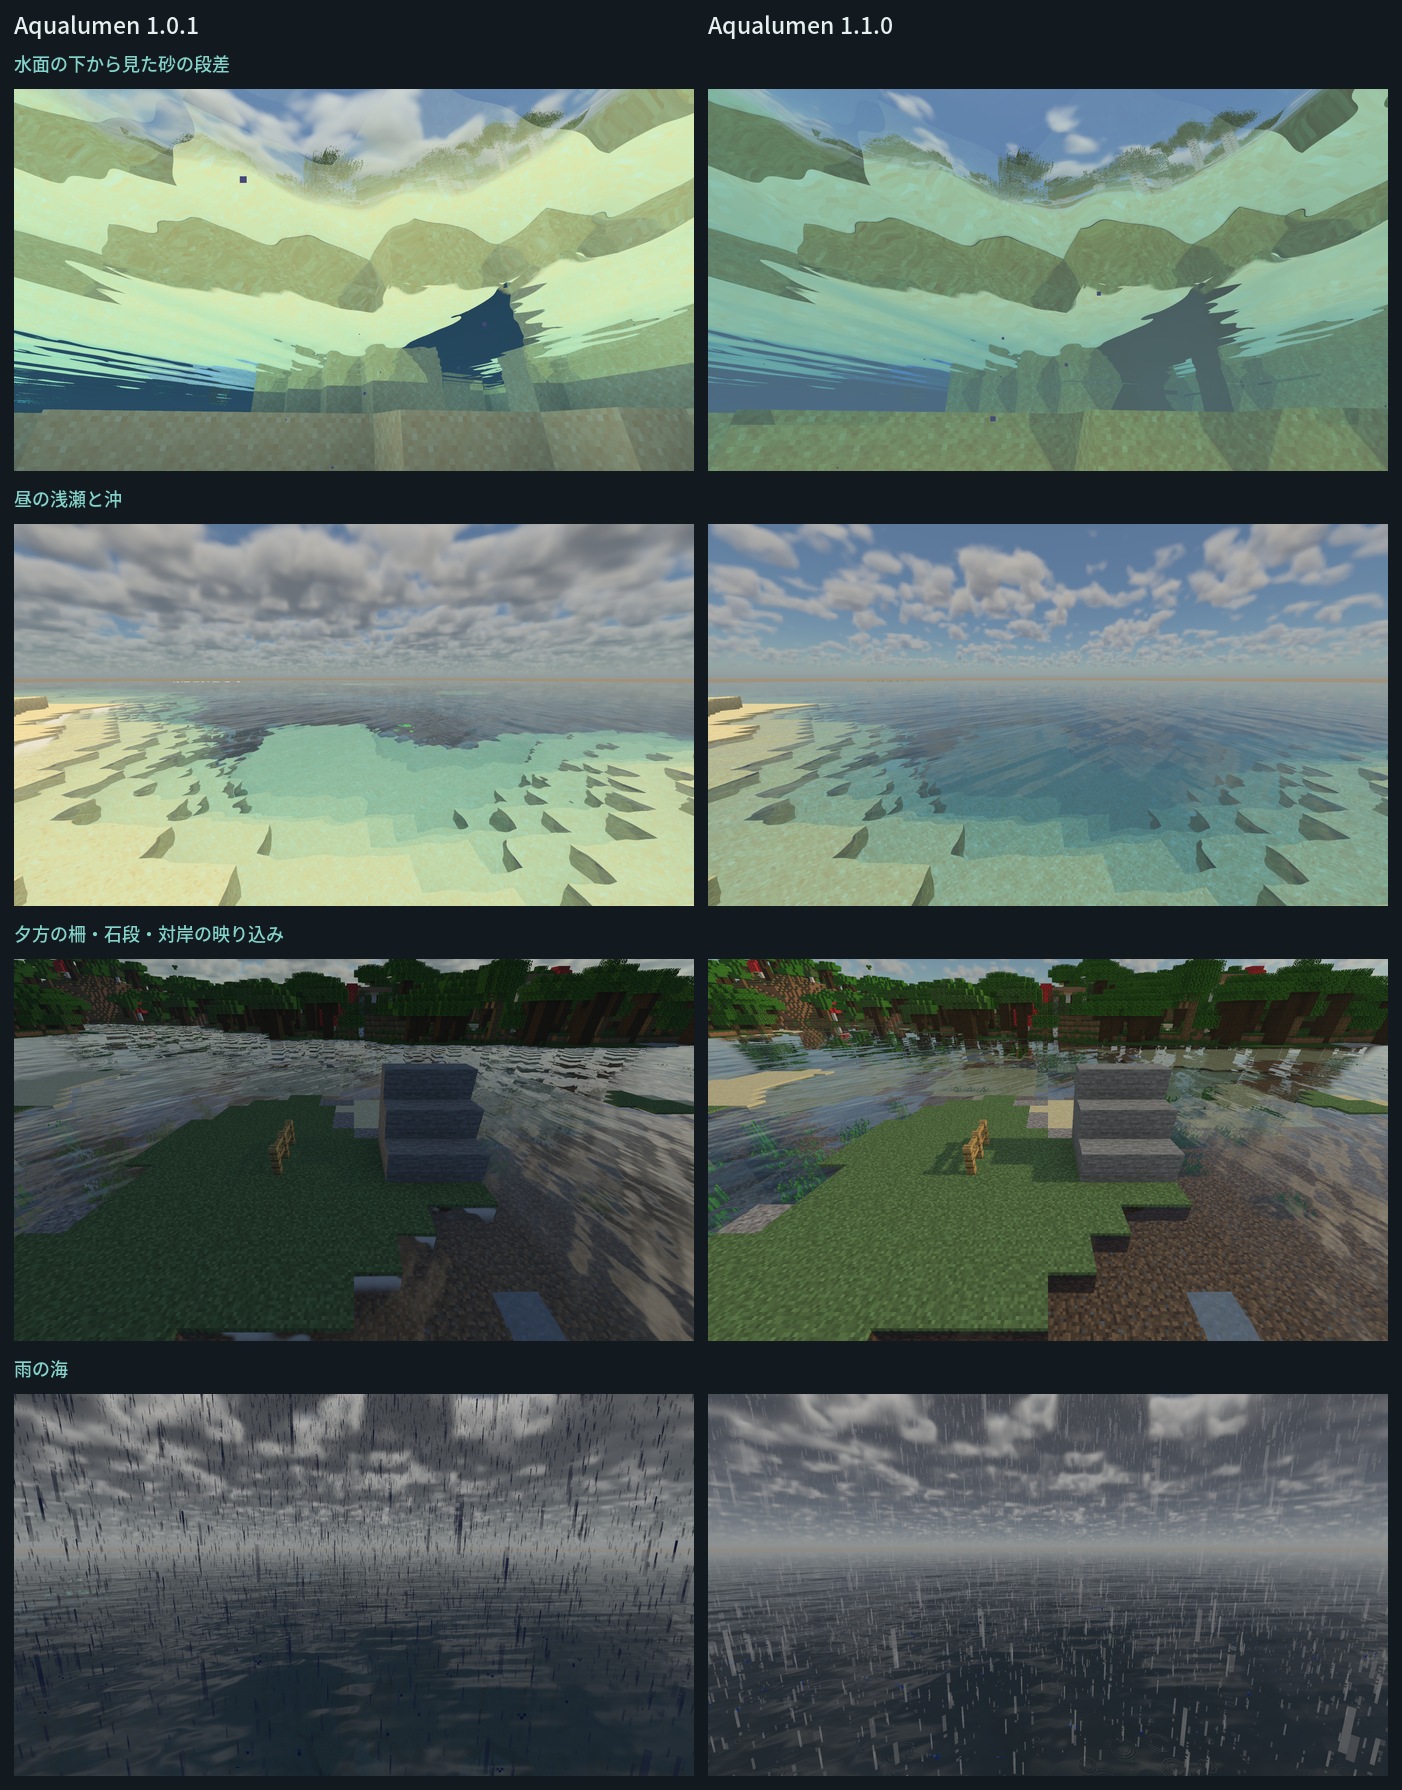 Aqualumen 1.0.1
Aqualumen 1.1.0
水面の下から見た砂の段差
昼の浅瀬と沖
夕方の柵・石段・対岸の映り込み
雨の海